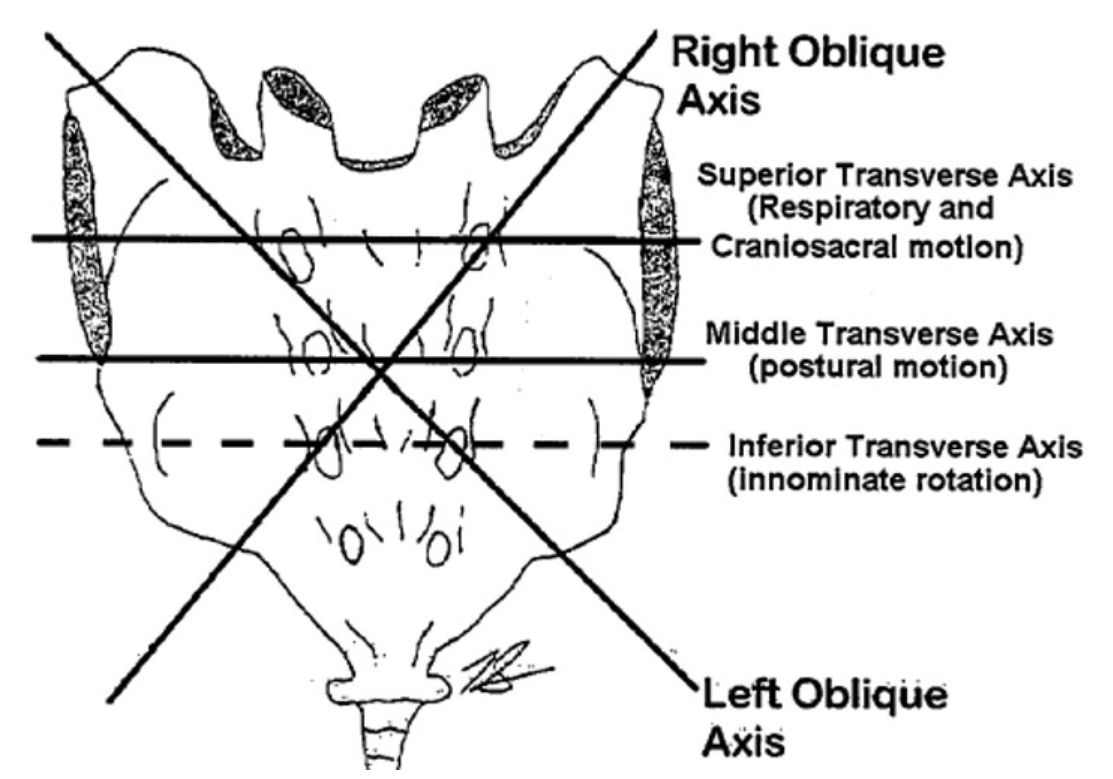 Right Oblique
Axis
Superior Transverse Axis
(Respiratory and
Craniosacral motion)
Middle Transverse Axis
(postural motion)
Inferior Transverse Axis
(innominate rotation)
Left Oblique
Axis